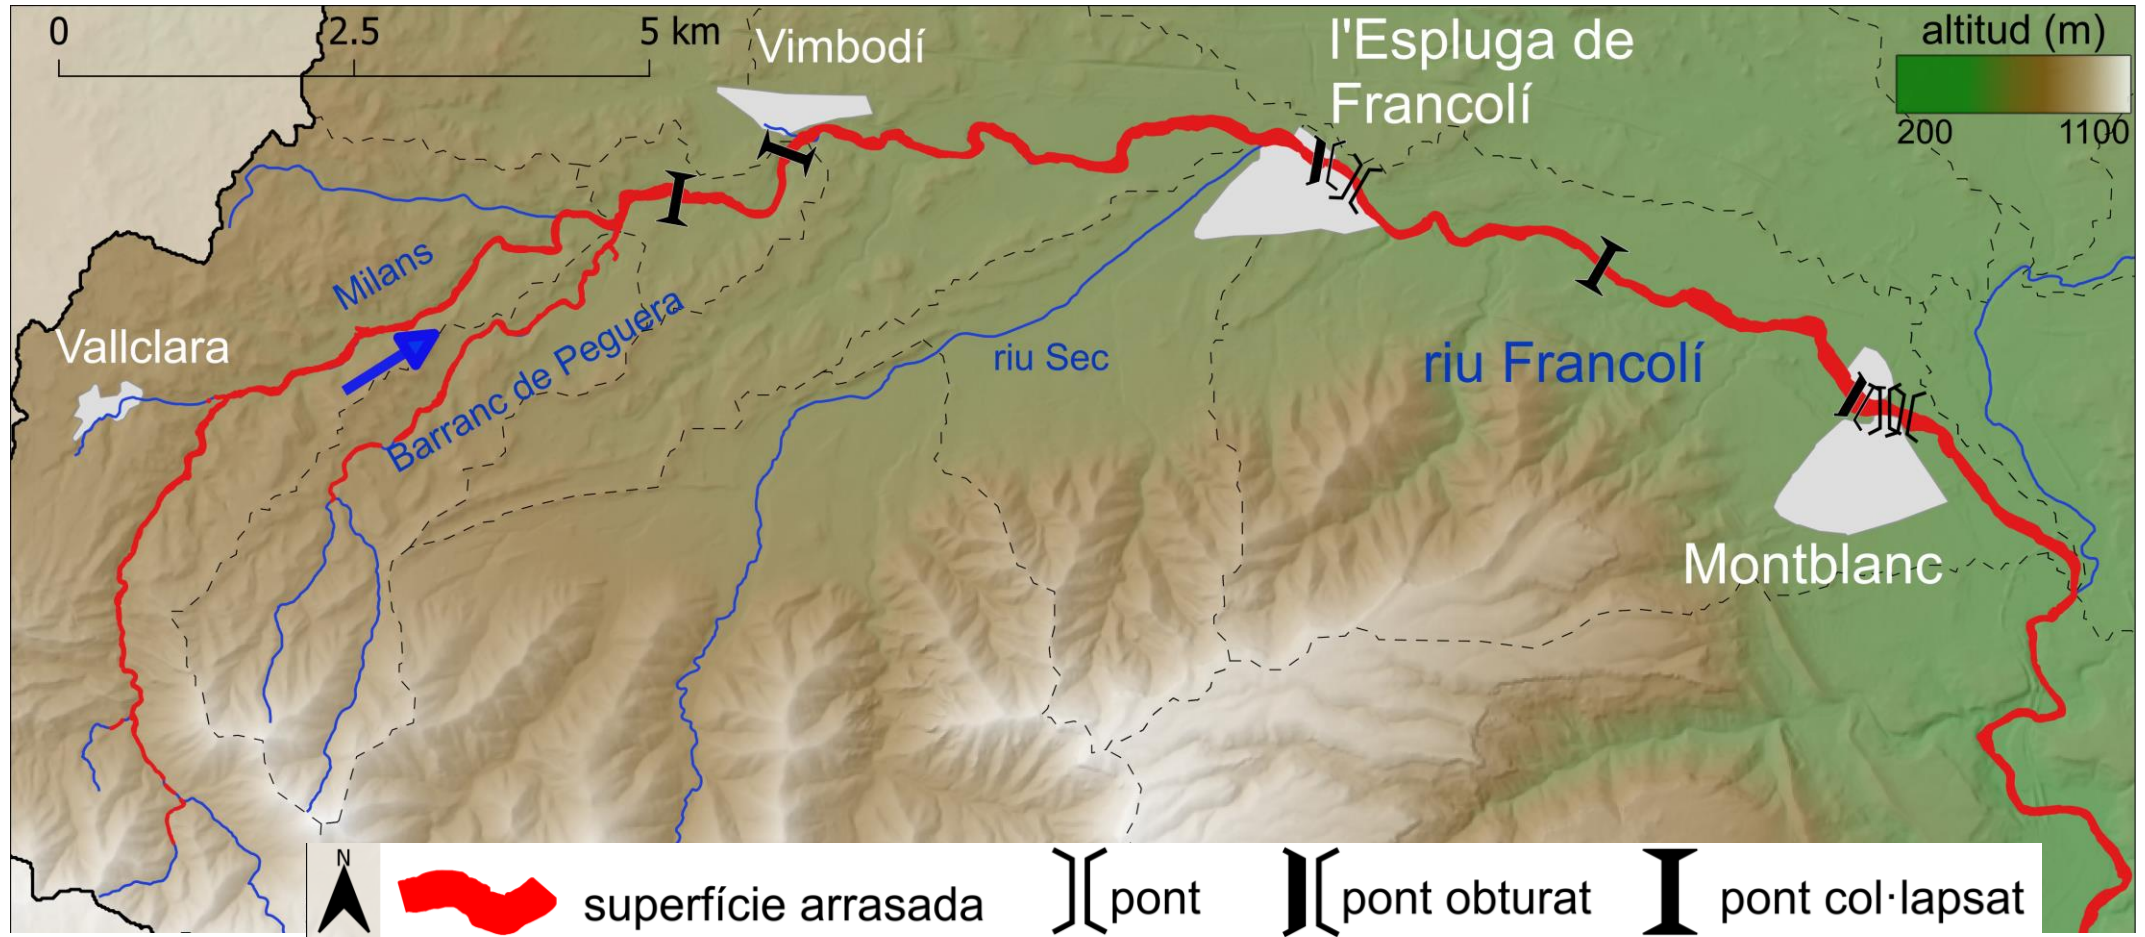 0 2.5 5 km
Vimbodí
l'Espluga de
Francolí
altitud (m)
200 1100
Milans
Vallclara
Barranc de Peguera
riu Sec
riu Francolí
Montblanc
N
superfície arrasada
pont
pont obturat
pont col·lapsat